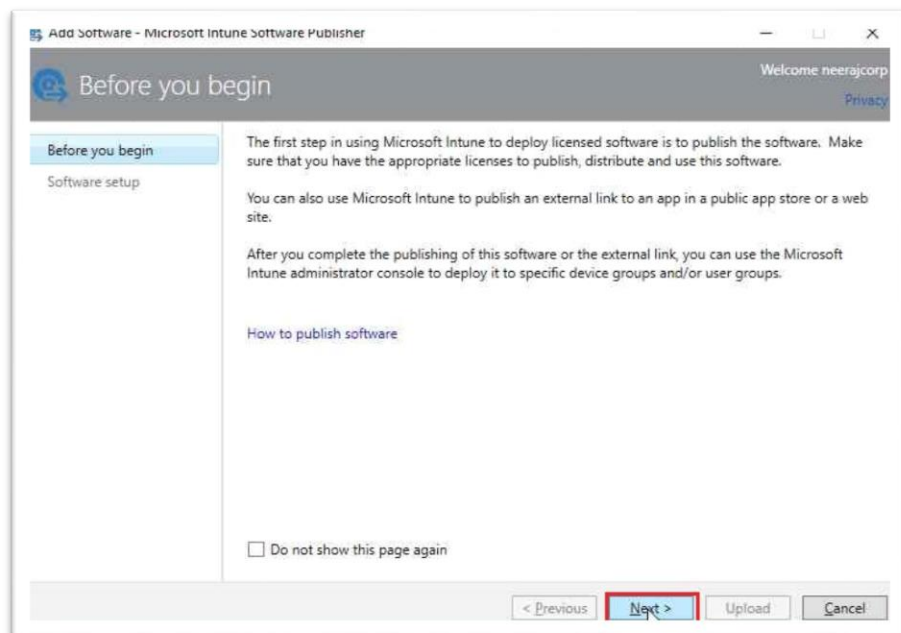 Add Software - Microsoft Intune Software Publisher
Before you begin
Welcome neerajcorp
Privacy
Before you begin
Software setup
The first step in using Microsoft Intune to deploy licensed software is to publish the software. Make
sure that you have the appropriate licenses to publish, distribute and use this software.
You can also use Microsoft Intune to publish an external link to an app in a public app store or a web
site.
After you complete the publishing of this software or the external link, you can use the Microsoft
Intune administrator console to deploy it to specific device groups and/or user groups.
How to publish software
Do not show this page again
< Previous
Next >
Upload
Cancel